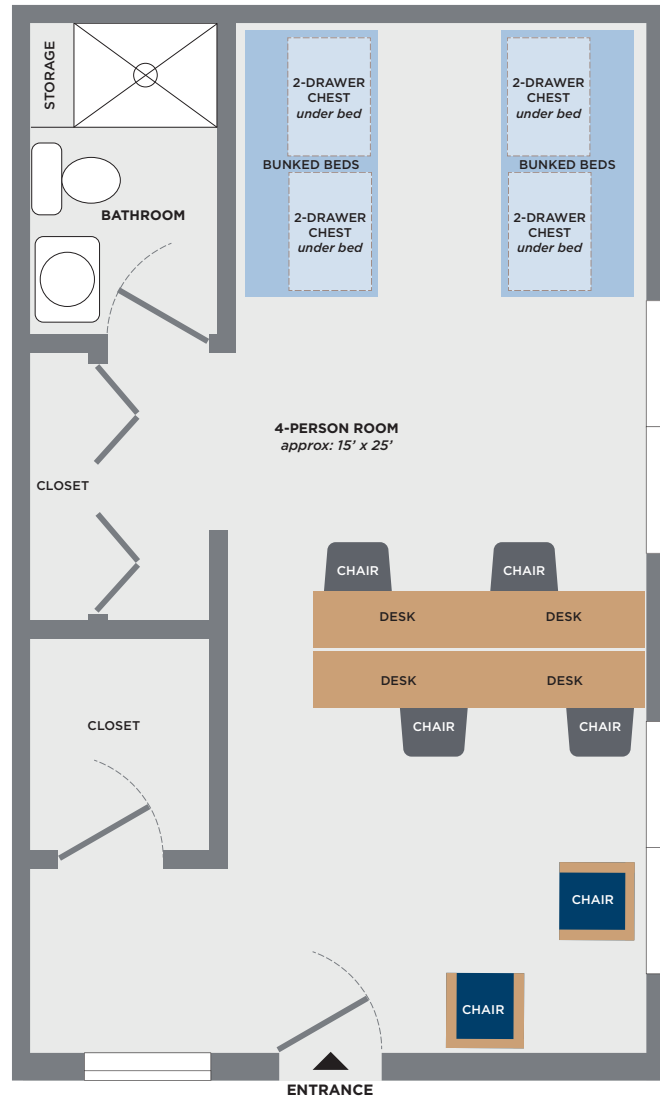 STORAGE
2-DRAWER
CHEST
under bed
2-DRAWER
CHEST
under bed
BUNKED BEDS
BUNKED BEDS
BATHROOM
2-DRAWER
CHEST
under bed
2-DRAWER
CHEST
under bed
4-PERSON ROOM
approx: 15’ x 25’
CLOSET
CHAIR
CHAIR
DESK
DESK
DESK
DESK
CLOSET
CHAIR
CHAIR
CHAIR
CHAIR
ENTRANCE